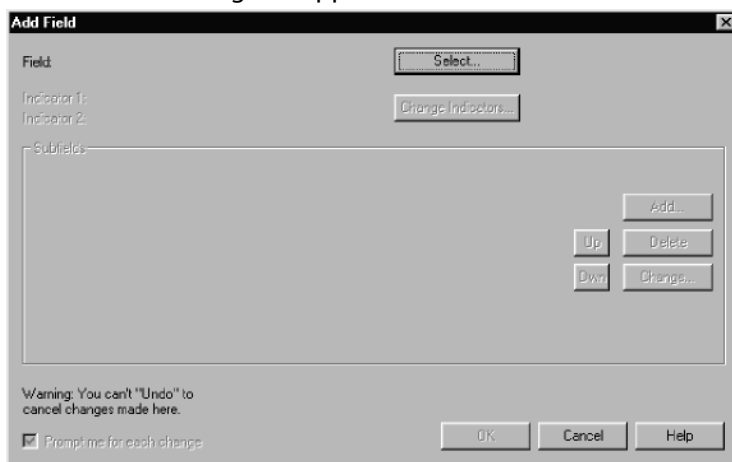 Add Field
Field:
Select...
Indicator 1:
Indicator 2:
Change Indicators...
Subfields
Add...
Up
Delete
Dwn
Change...
Warning: You can't "Undo" to
cancel changes made here.
Prompt me for each change
OK
Cancel
Help